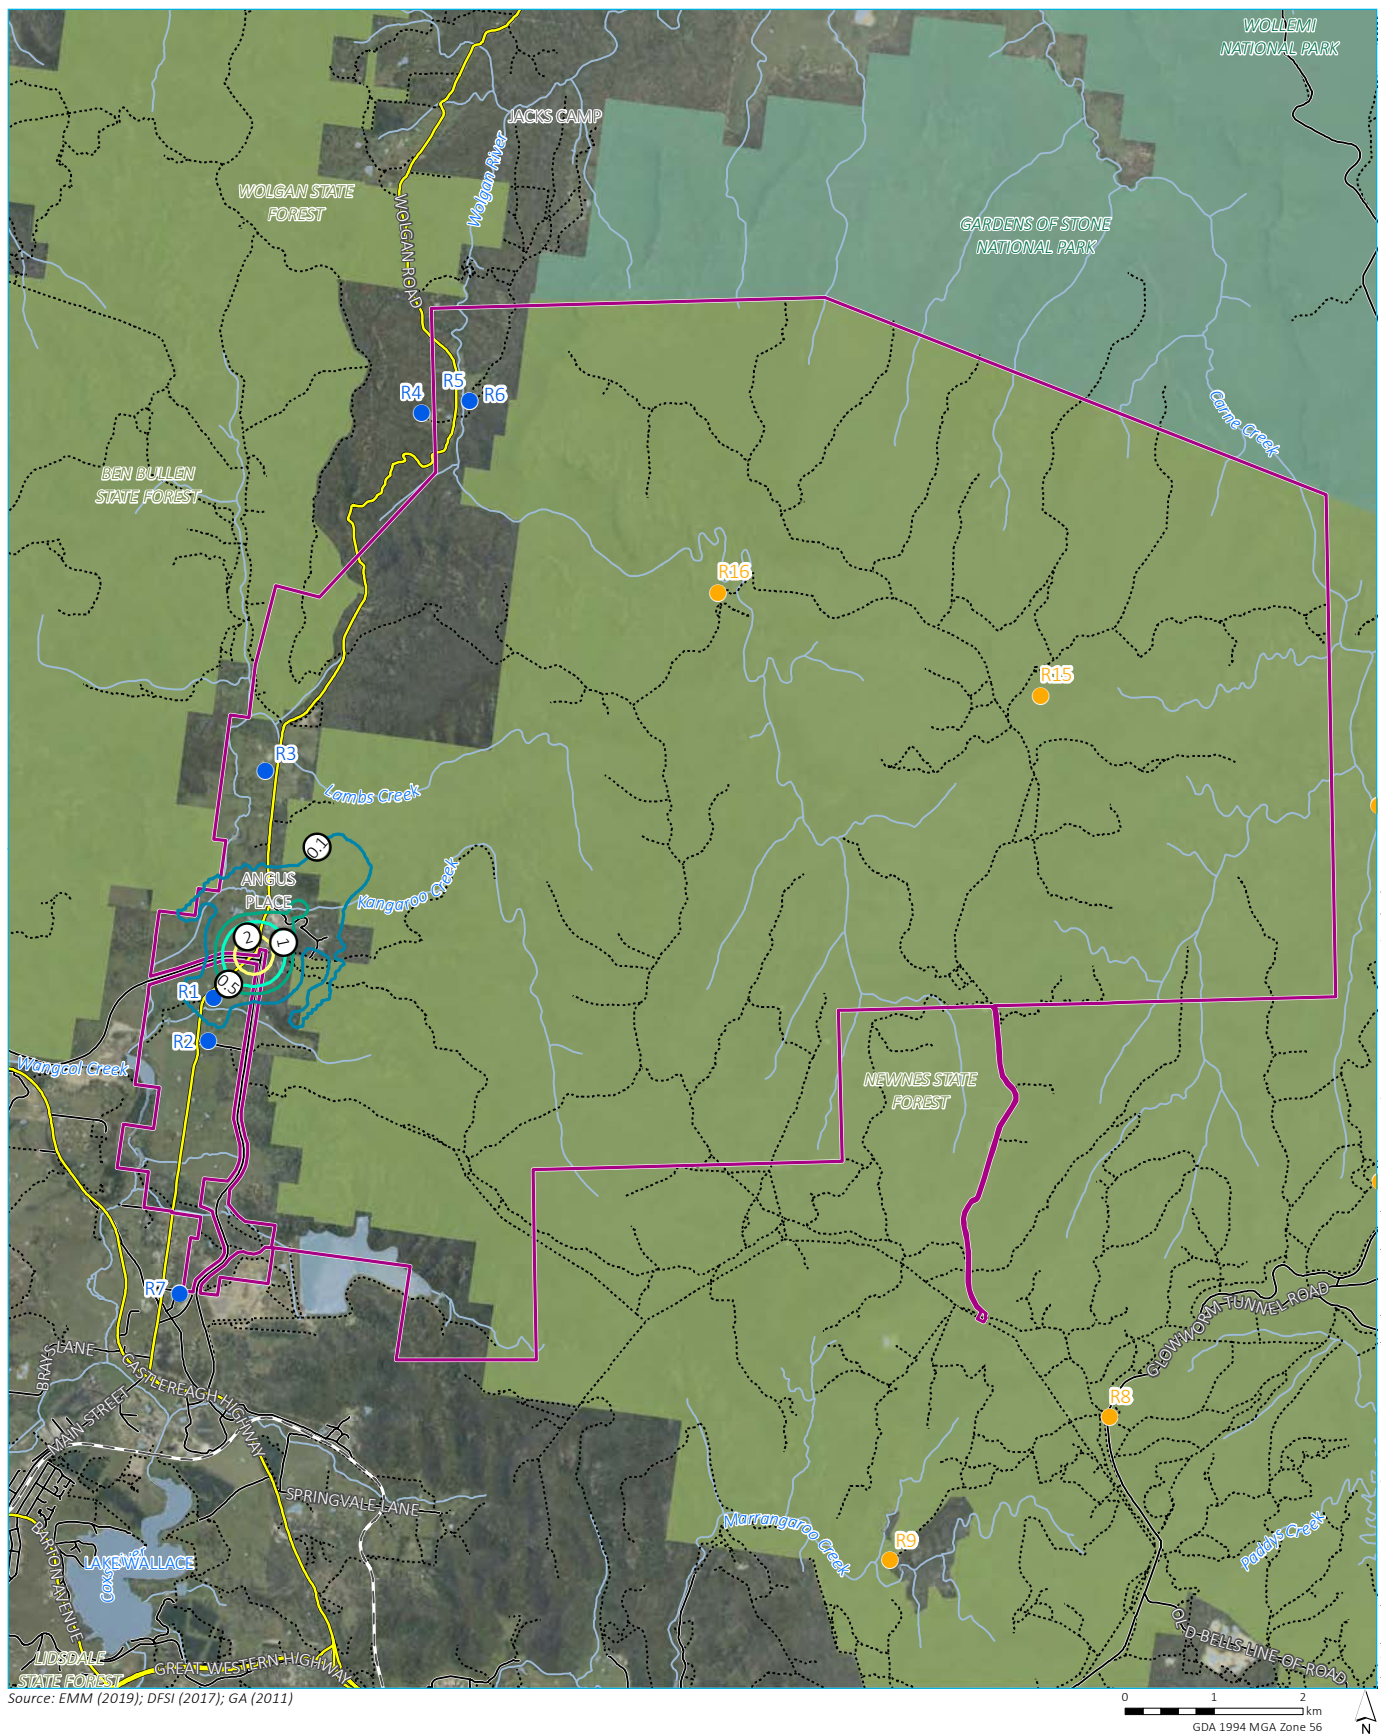 WOLLEMI
NATIONAL PARK
JACKS CAMP
Wolgan River
WOLGAN STATE
FOREST
WOLGAN ROAD
GARDENS OF STONE
NATIONAL PARK
R4
R5
R6
Carne Creek
BEN BULLEN
STATE FOREST
R16
R15
R3
Lambs Creek
0.1
ANGUS
PLACE
Kangaroo Creek
2
1
0.5
R1
R2
Wangcol Creek
NEWNES STATE
FOREST
R7
GLOWWORM TUNNEL ROAD
BRAYS LANE
CASTLEREAGH HIGHWAY
MAIN STREET
R8
SPRINGVALE LANE
Marrangaroo Creek
R9
Paddys Creek
BARTON AVENUE
LAKE WALLACE
Coxs River
OLD BELLS LINE OF ROAD
LIDSDALE
STATE FOREST
GREAT WESTERN HIGHWAY
Source: EMM (2019); DFSI (2017); GA (2011)
0 1 2
km
GDA 1994 MGA Zone 56
N